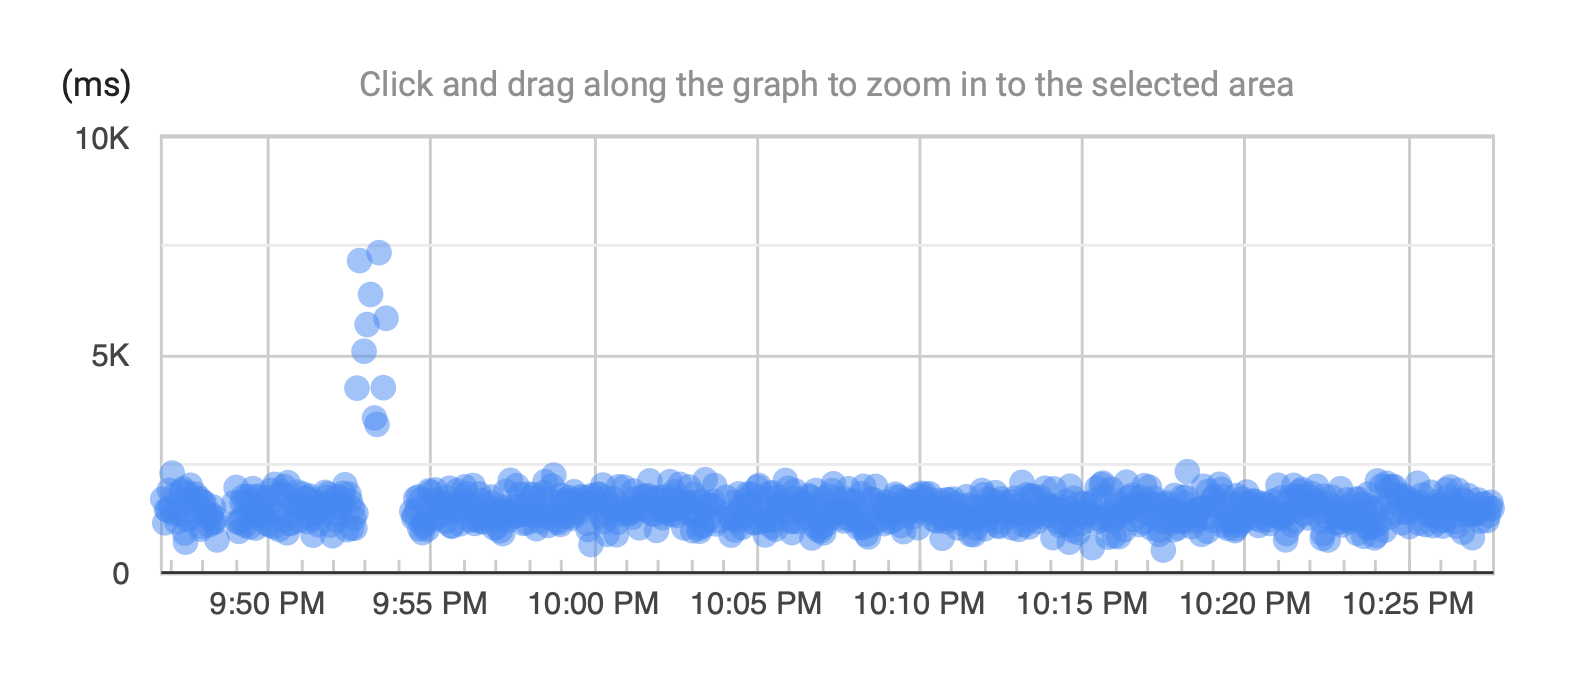 (ms)
Click and drag along the graph to zoom in to the selected area
10K
5K
0
9:50 PM 9:55 PM 10:00 PM 10:05 PM 10:10 PM 10:15 PM 10:20 PM 10:25 PM